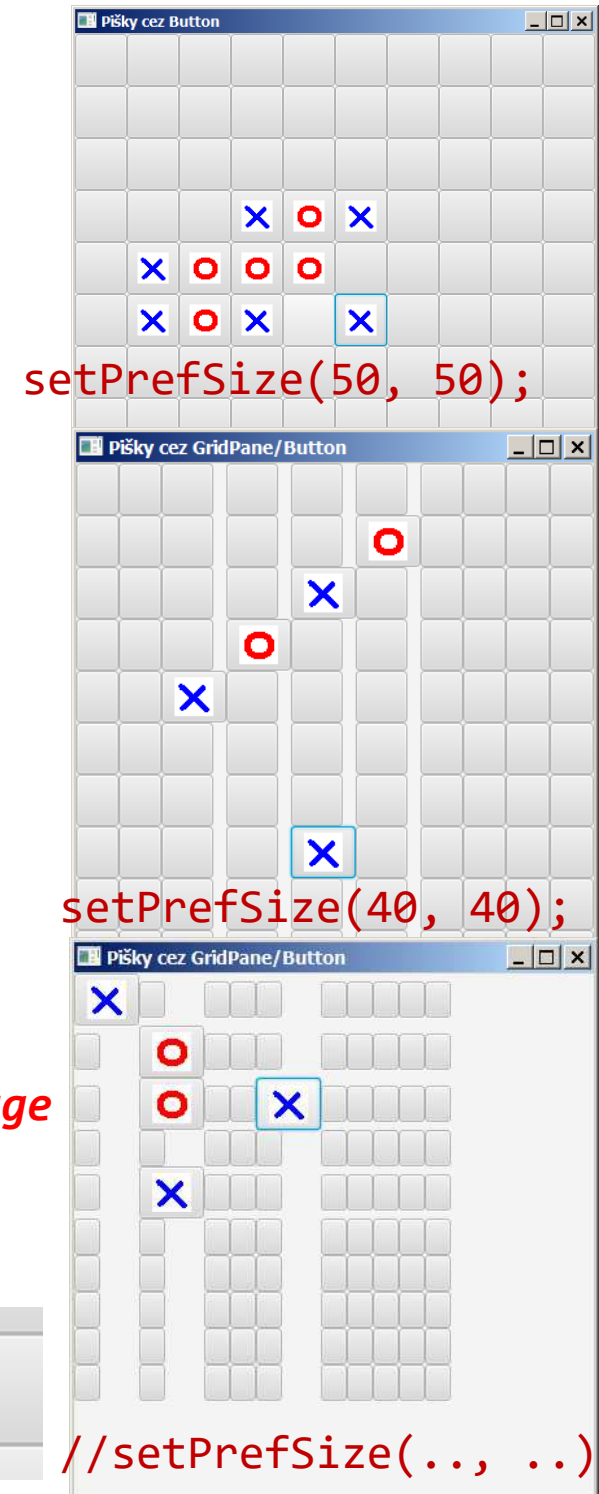 Pišky cez Button
setPrefSize(50, 50);
Pišky cez GridPane/Button
setPrefSize(40, 40);
Pišky cez GridPane/Button
ge
//setPrefSize(.., ..)